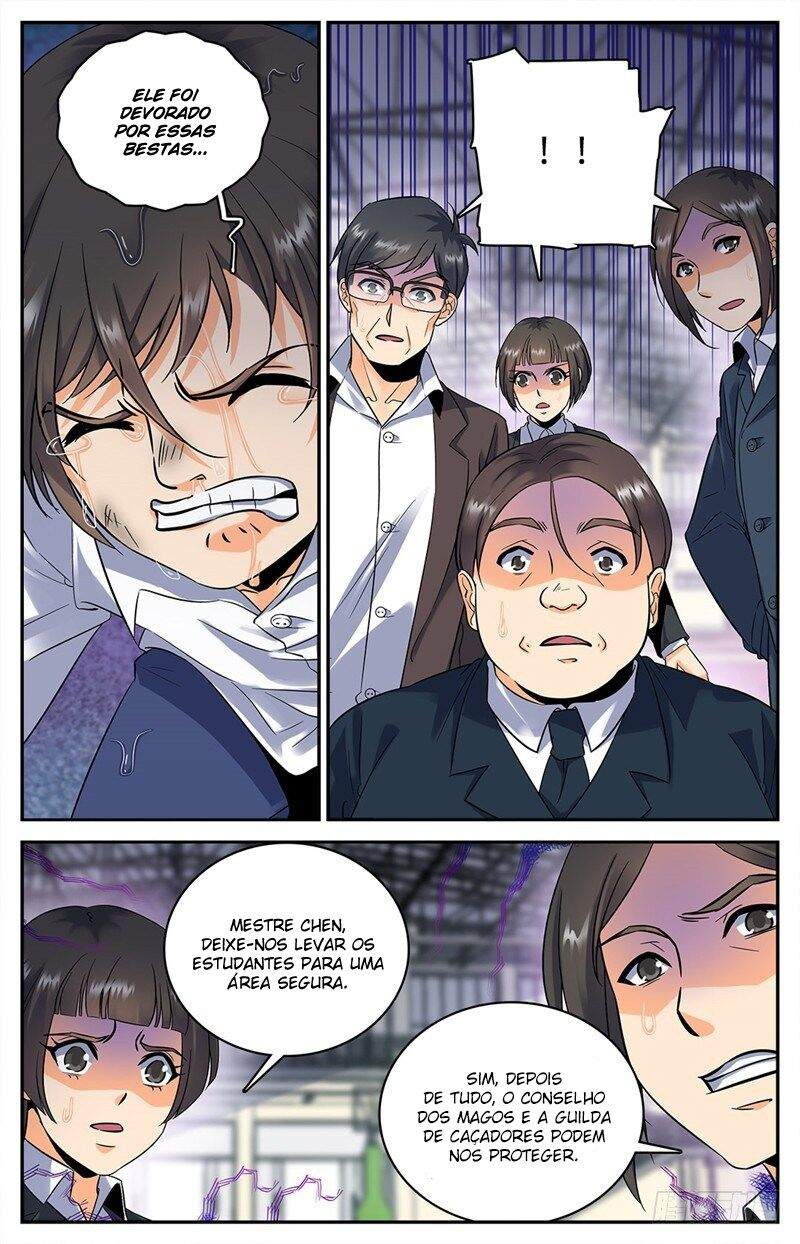 ELE FOI
DEVORADO
POR ESSAS
BESTAS...
! !
MESTRE CHEN,
DEIXE-NOS LEVAR OS
ESTUDANTES PARA UMA
ÁREA SEGURA.
SIM, DEPOIS
DE TUDO, O CONSELHO
DOS MAGOS E A GUILDA
DE CAÇADORES PODEM
NOS PROTEGER.